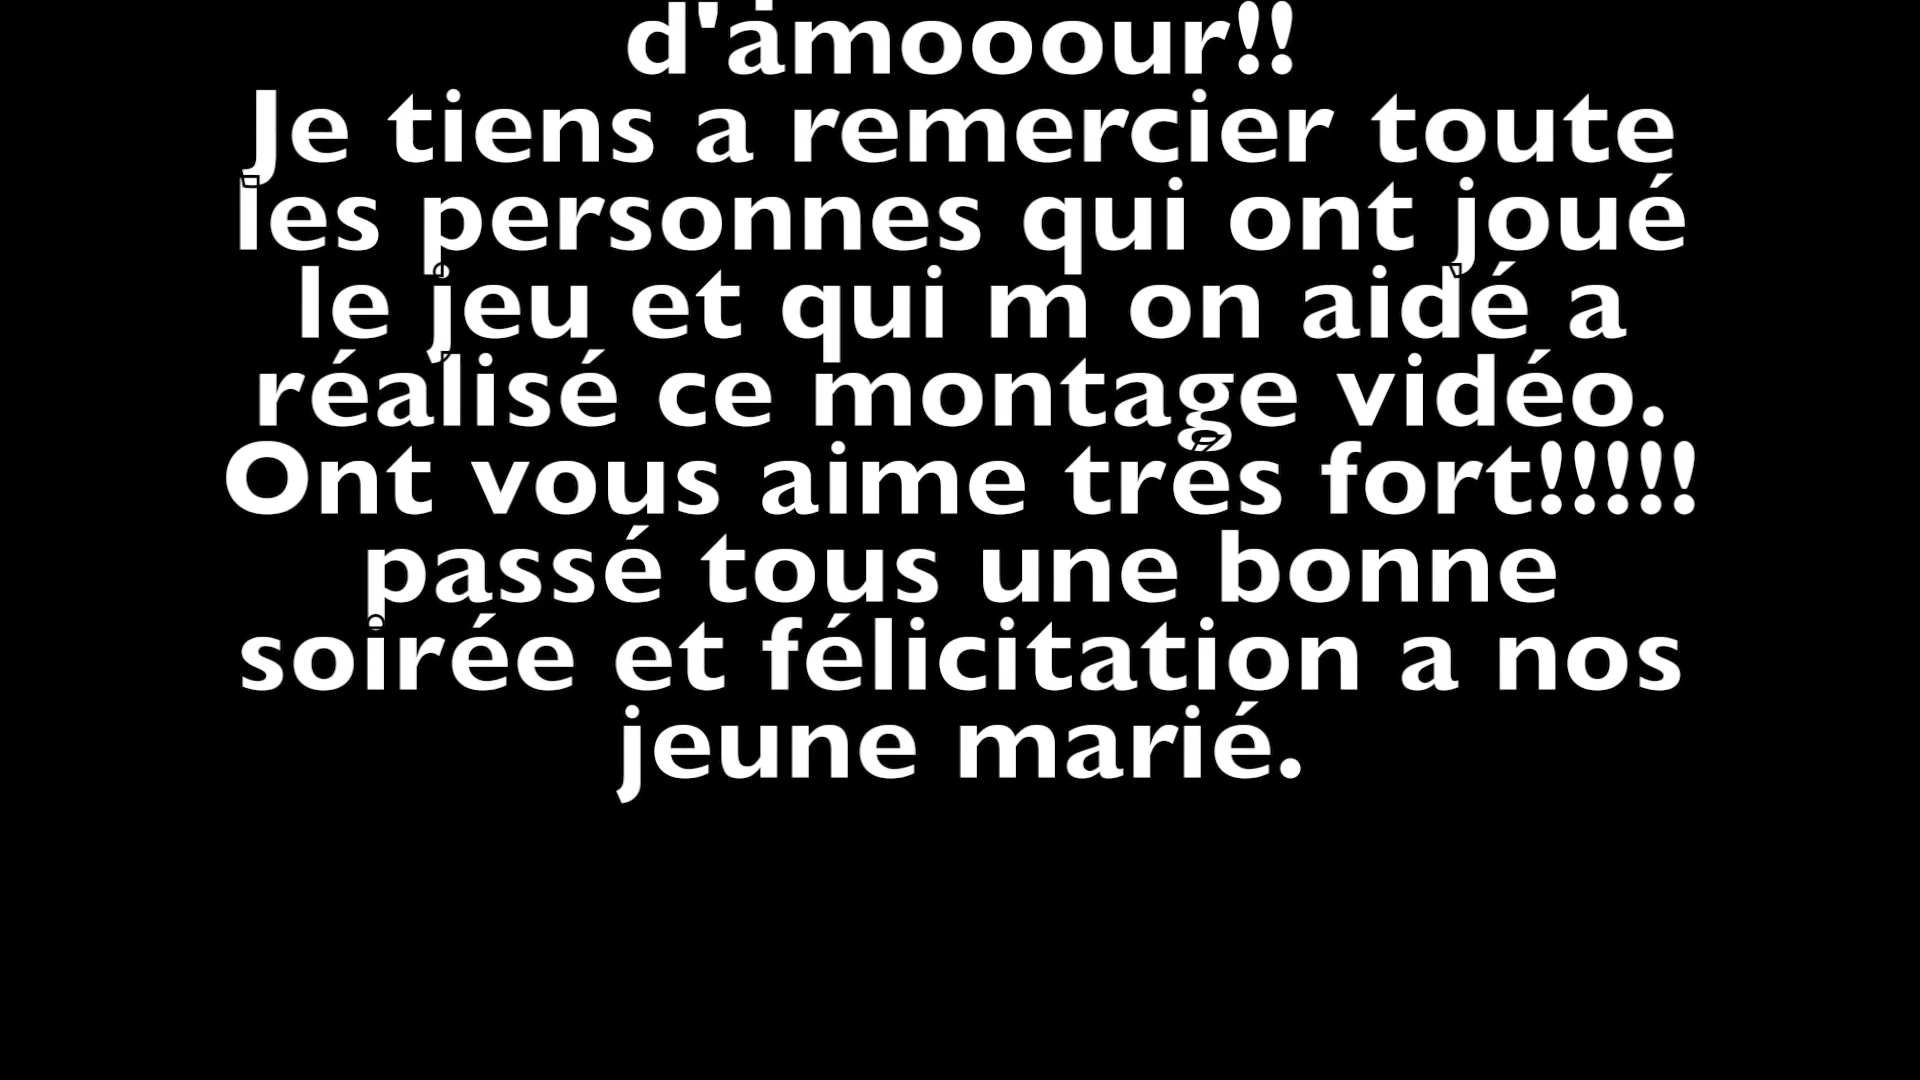 d'amooour!!
Je tiens a remercier toute
les personnes qui ont joué
le jeu et qui m on aidé a
réalisé ce montage vidéo.
Ont vous aime trés fort!!!!!
passé tous une bonne
soirée et félicitation a nos
jeune marié.